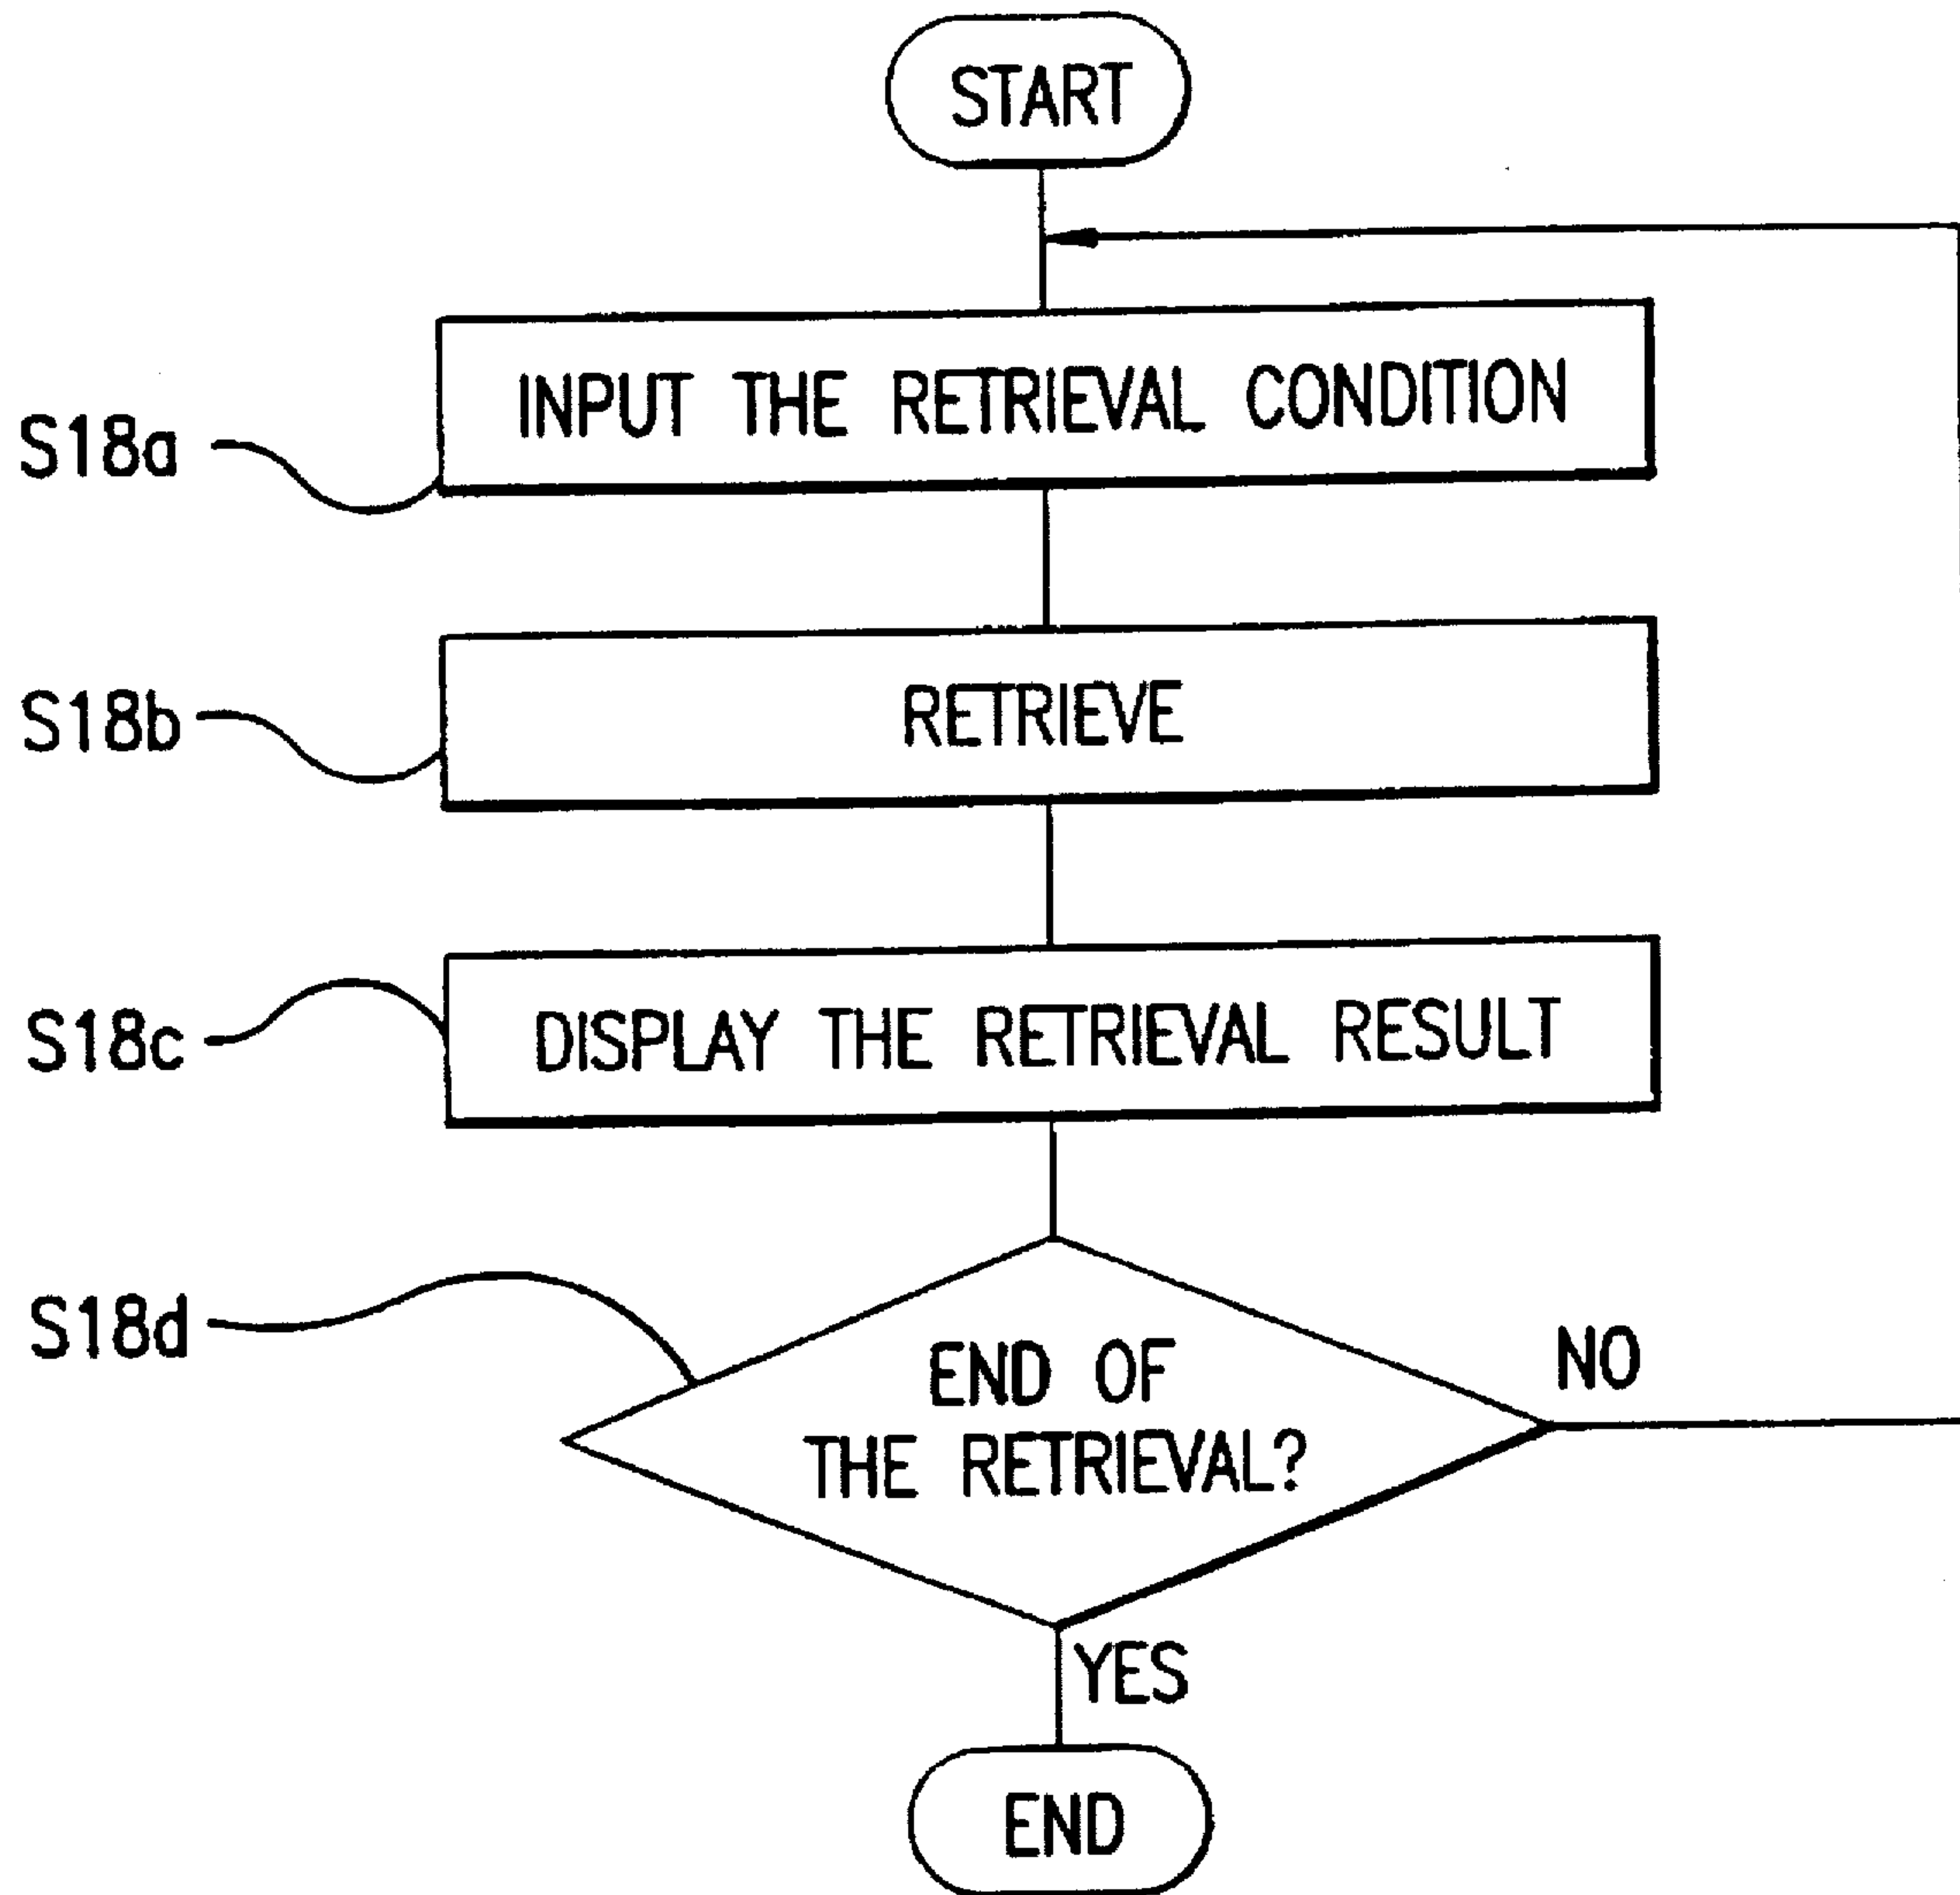 START
INPUT THE RETRIEVAL CONDITION
S18a
RETRIEVE
S18b
DISPLAY THE RETRIEVAL RESULT
S18c
S18d
END OF
THE RETRIEVAL?
NO
YES
END